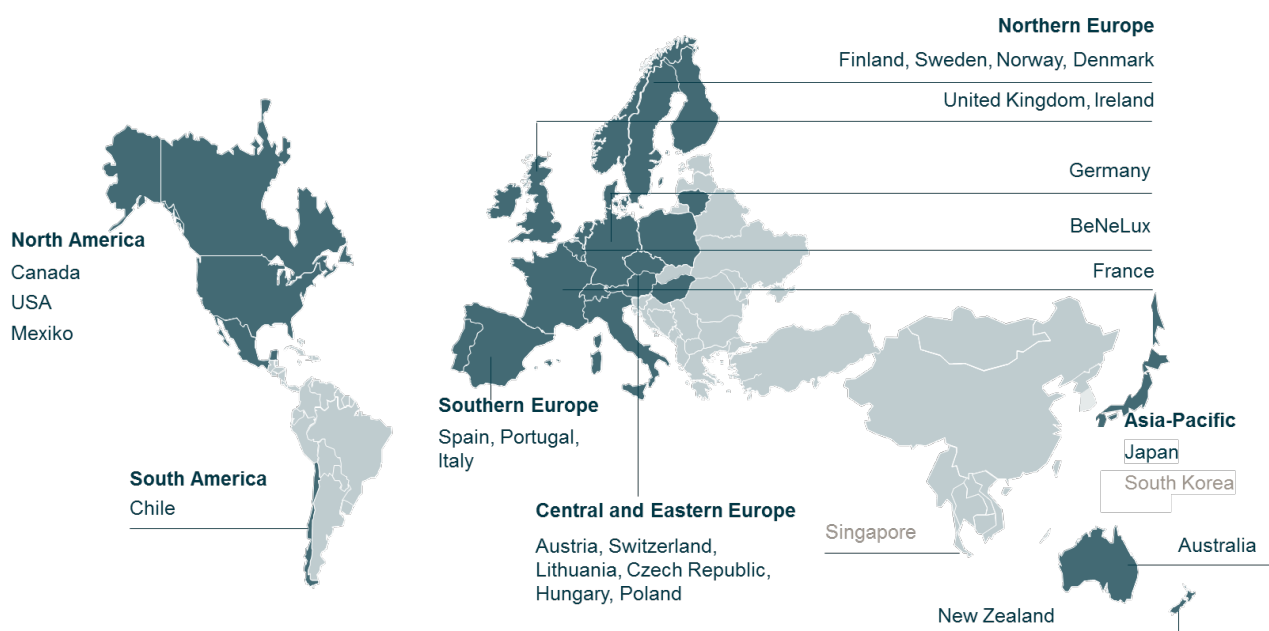 Northern Europe
Finland, Sweden, Norway, Denmark
United Kingdom, Ireland
Germany
BeNeLux
France
North America
Canada
USA
Mexiko
Southern Europe
Spain, Portugal,
Italy
South America
Chile
Central and Eastern Europe
Austria, Switzerland,
Lithuania, Czech Republic,
Hungary, Poland
Asia-Pacific
Japan
South Korea
Singapore
Australia
New Zealand